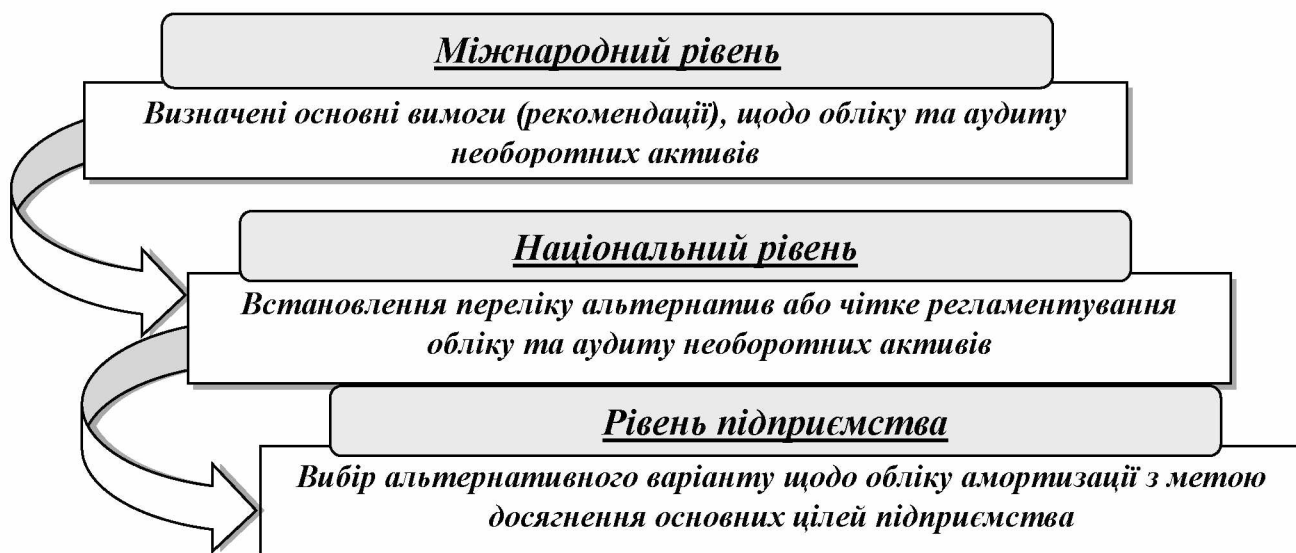 Міжнародний рівень
Визначені основні вимоги (рекомендації), щодо обліку та аудиту
необоротних активів
Національний рівень
Встановлення переліку альтернатив або чітке регламентування
обліку та аудиту необоротних активів
Рівень підприємства
Вибір альтернативного варіанту щодо обліку амортизації з метою
досягнення основних цілей підприємства